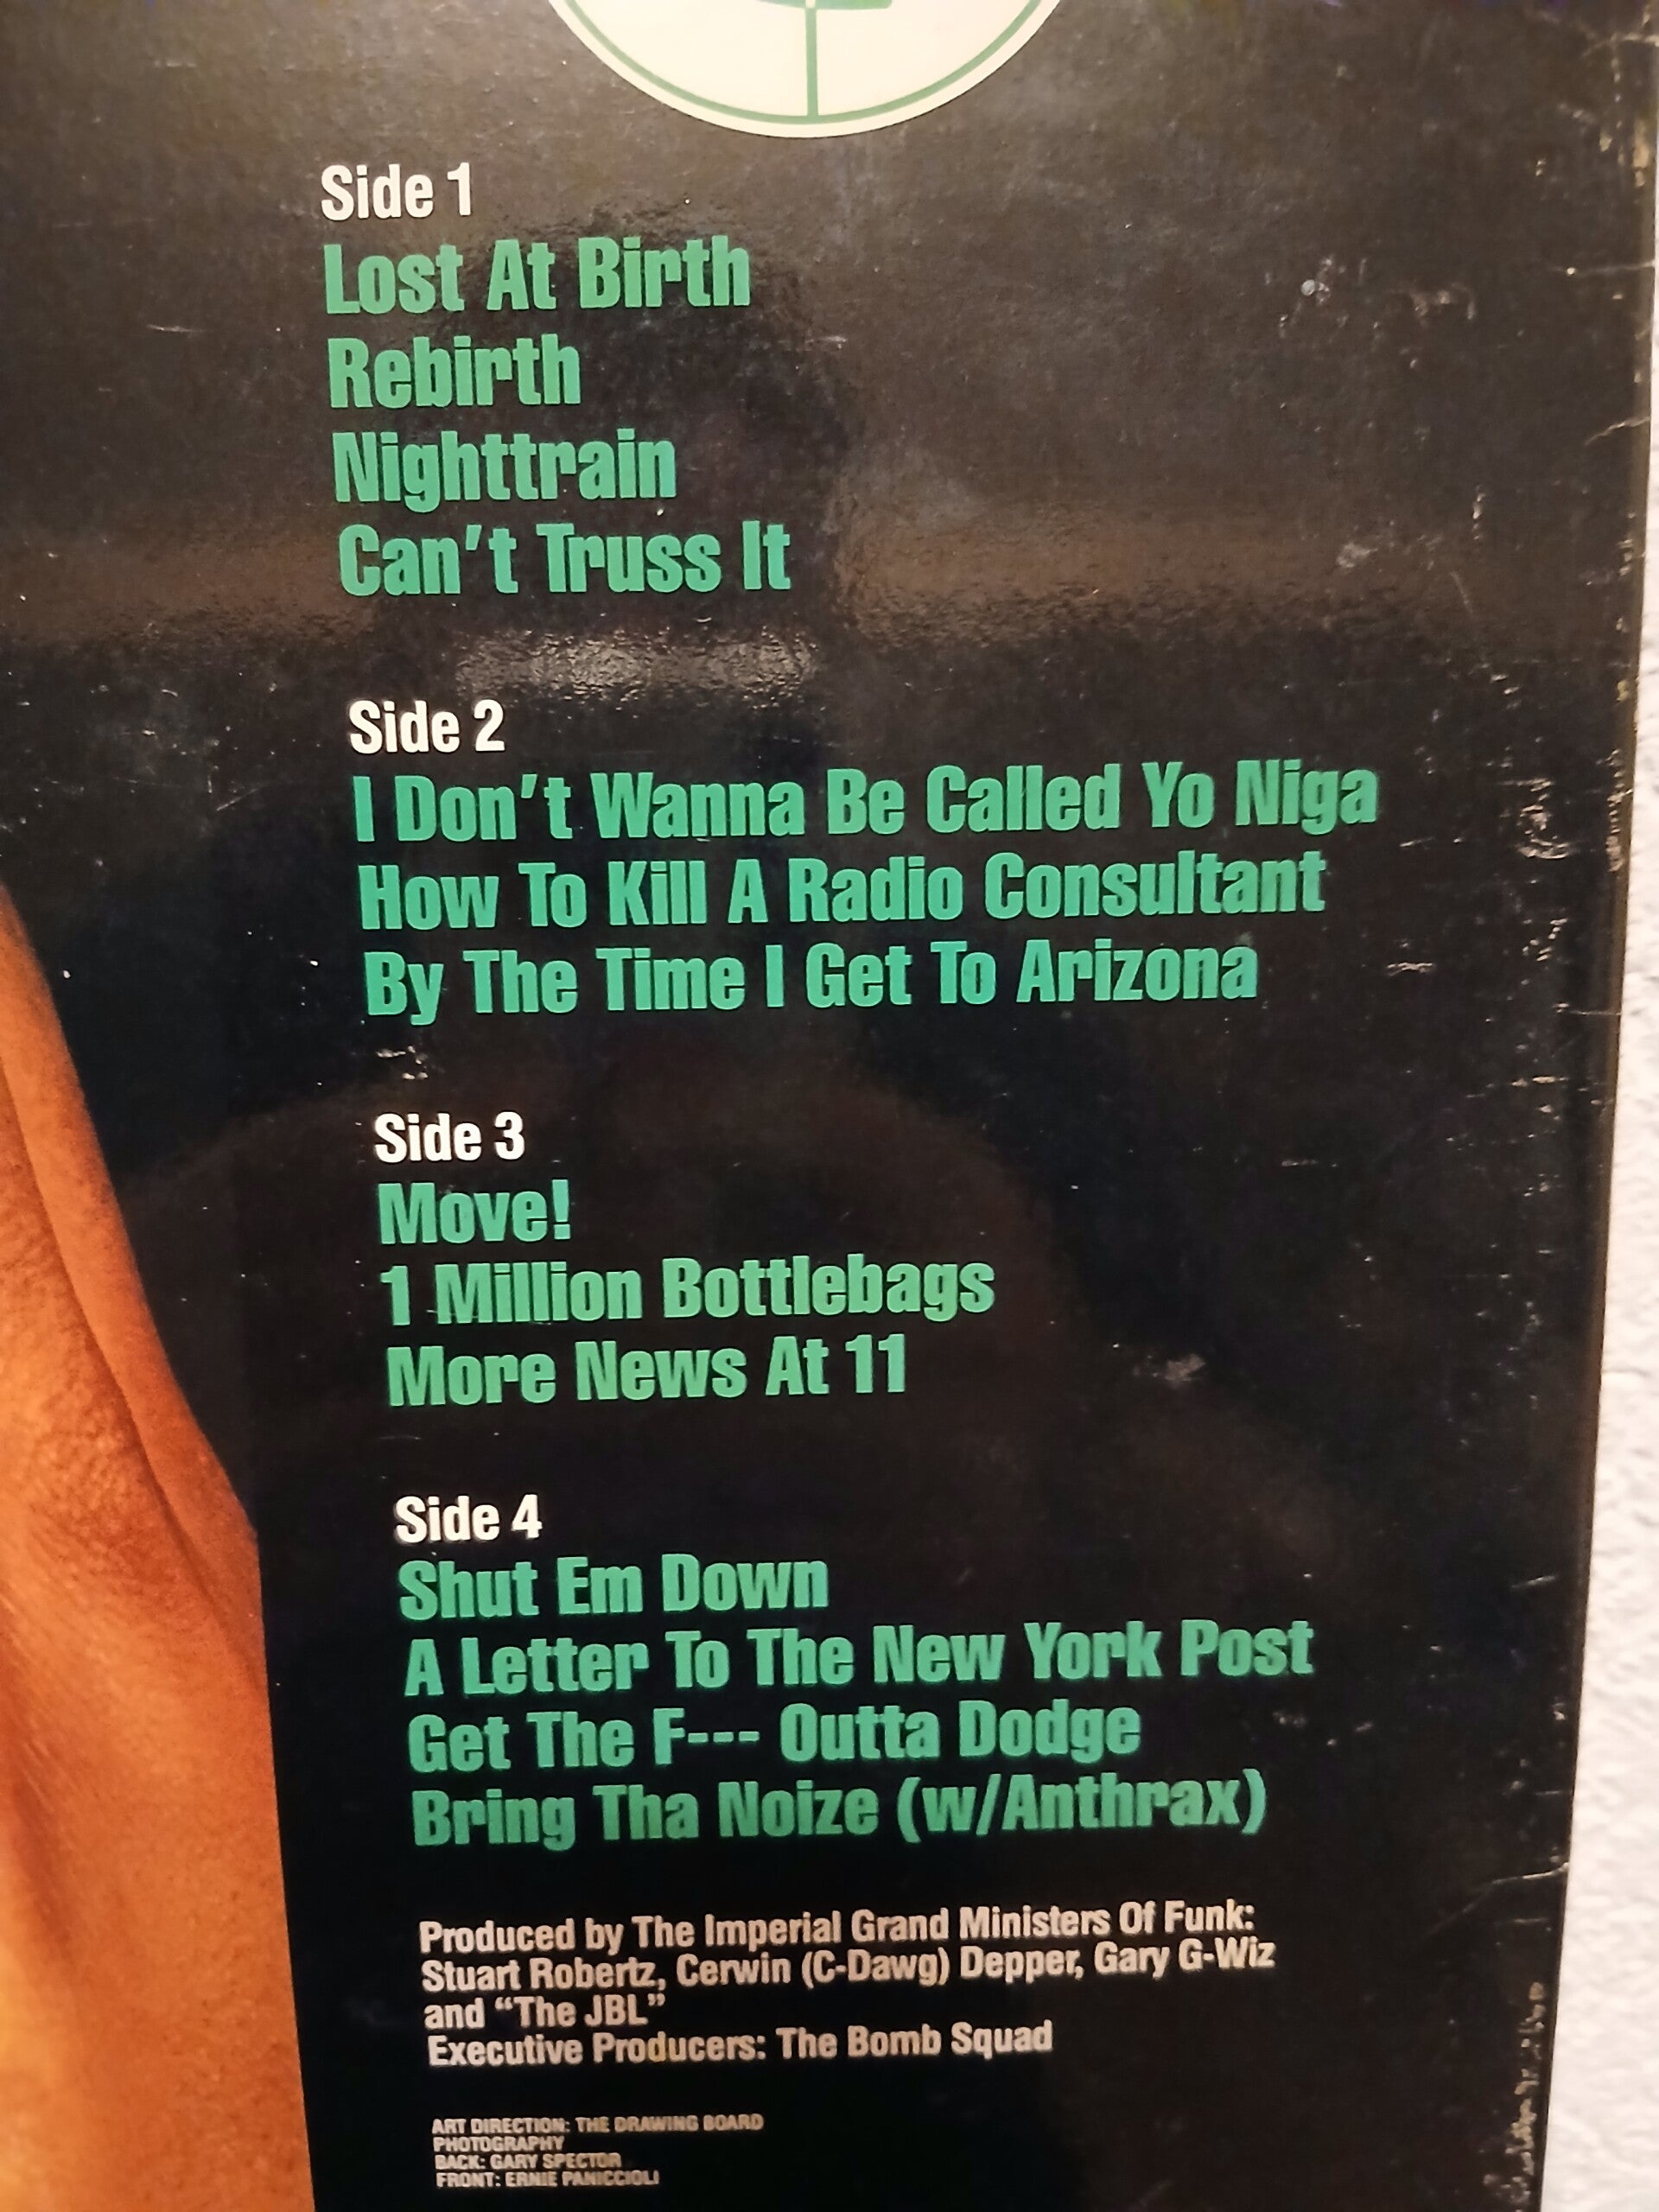 Side 1
Lost At Birth
Rebirth
Nighttrain
Can't Truss It
Side 2
I Don't Wanna Be Called Yo Niga
How To Kill A Radio Consultant
By The Time I Get To Arizona
Side 3
Move!
1 Million Bottlebags
More News At 11
Side 4
Shut Em Down
A Letter To The New York Post
Get The F--- Outta Dodge
Bring Tha Noize (w/Anthrax)
Produced by The Imperial Grand Ministers Of Funk:
Stuart Robertz, Cerwin (C-Dawg) Depper, Gary G-Wiz
and "The JBL"
Executive Producers: The Bomb Squad
ART DIRECTION: THE DRAWING BOARD
PHOTOGRAPHY
BACK: GARY SPECTOR
FRONT: ERNIE PANICCIOLI